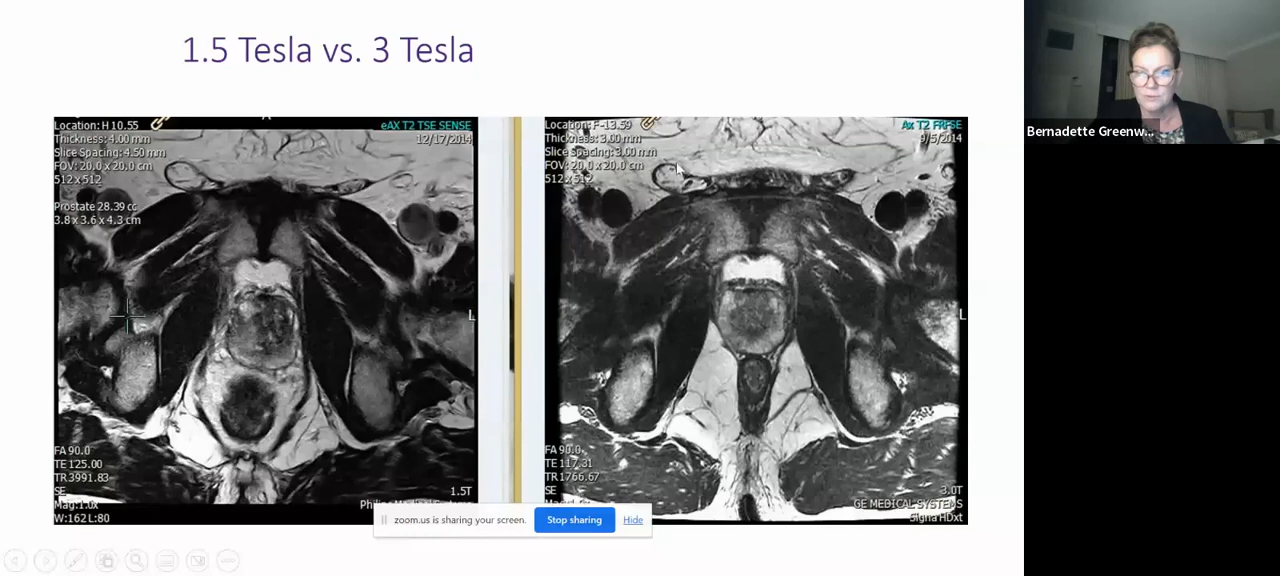 1.5 Tesla vs. 3 Tesla
Location: H 10.55
Thickness: 4.00 mm
Slice Spacing: 4.50 mm
FOV: 20.0 x 20.0 cm
512 x 512
Prostate 28.39 cc
3.8 x 3.6 x 4.3 cm
A
eAX T2 TSE SENSE
12/17/2014
L
FA 90.0
TE 125.00
TR 3991.83
SE
Mag: 1.0x
W:162 L:80
1.5T
Location: F -13.59
Thickness: 3.00 mm
Slice Spacing: 3.00 mm
FOV: 20.0 x 20.0 cm
512 x 512
Ax T2 FRFSE
9/5/2014
L
FA 90.0
TE 117.31
TR 1766.67
SE
3.0T
GE MEDICAL SYSTEMS
Signa HDxt
zoom.us is sharing your screen.
Stop sharing
Hide
Bernadette Greenw...